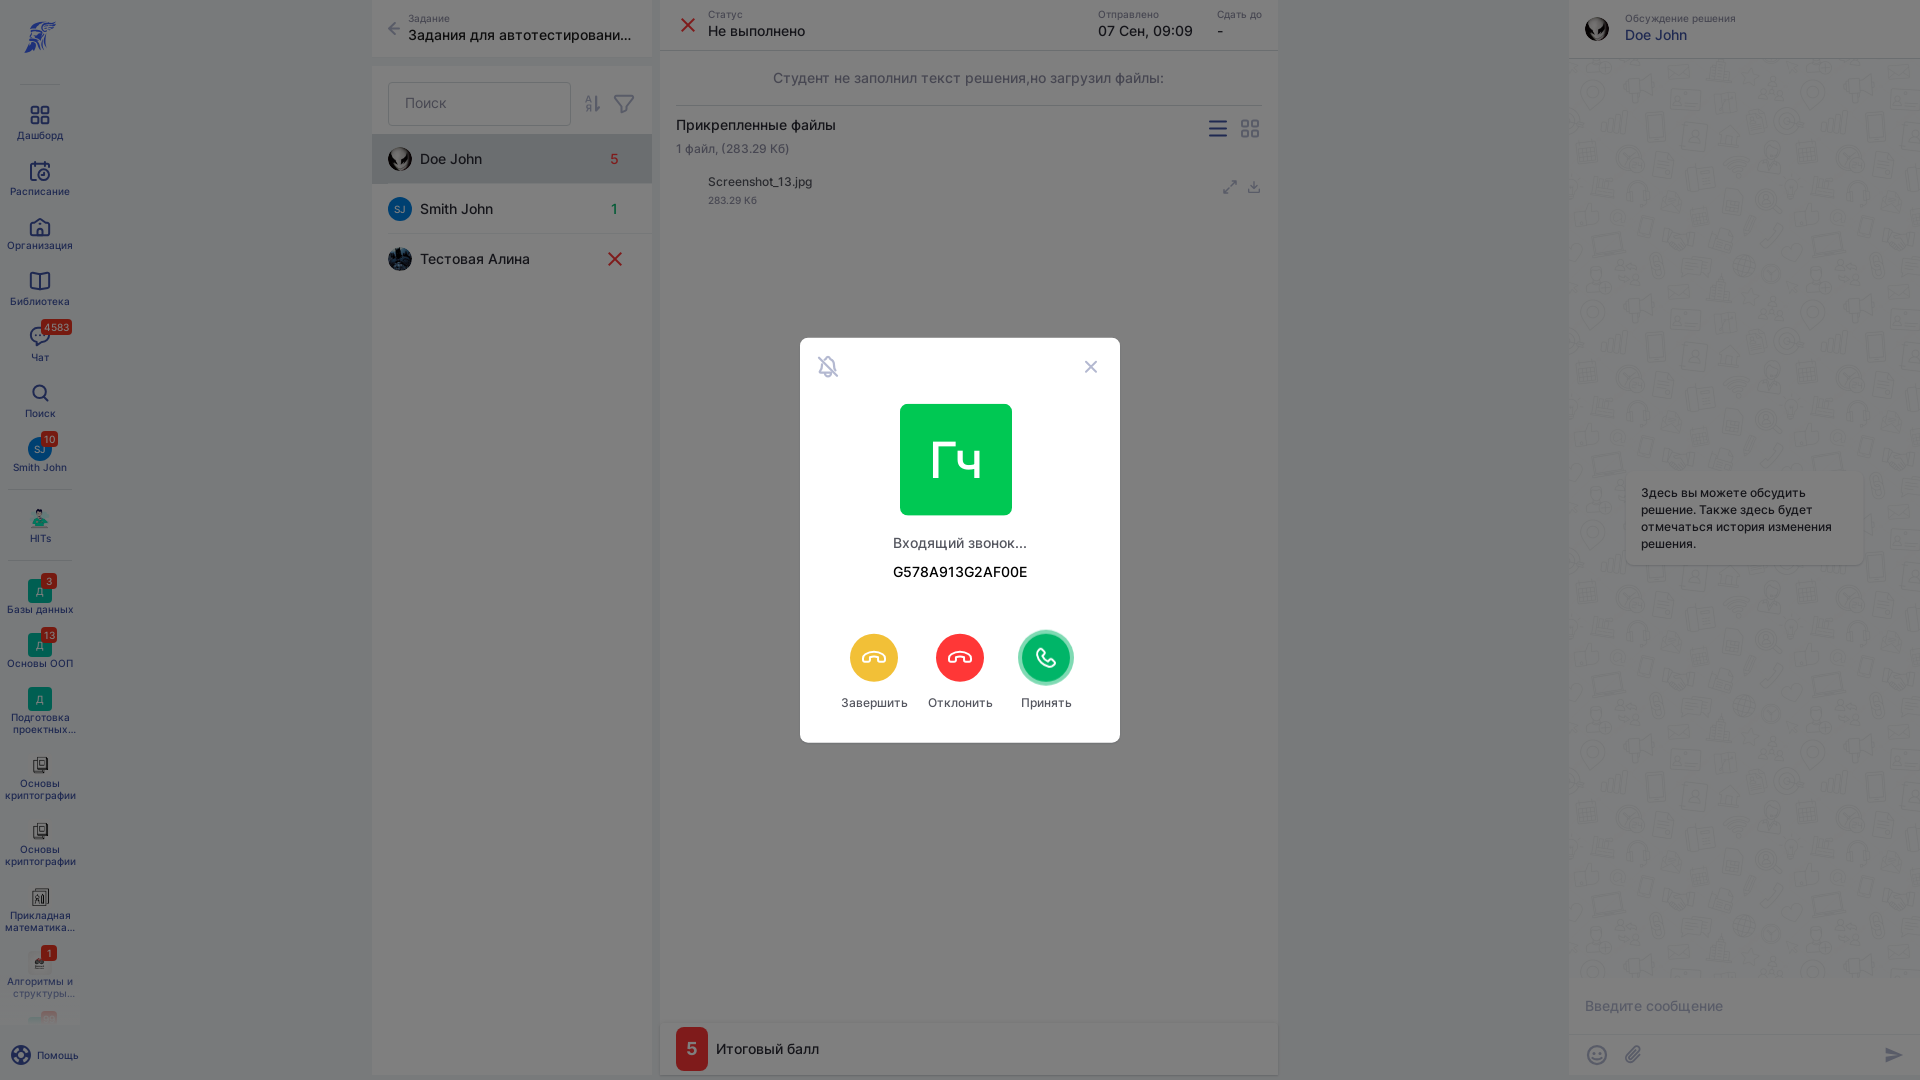 Дашборд
Расписание
Организация
Библиотека
4583
Чат
Поиск
SJ
10
Smith John
HITs
Д
3
Базы данных
Д
13
Основы ООП
Д
Подготовка
проектных...
Основы
криптографии
Основы
криптографии
Прикладная
математика...
1
Алгоритмы и
структуры...
Помощь
Задание
Задания для автотестировани...
Поиск
Doe John
5
SJ
Smith John
1
Тестовая Алина
Статус
Не выполнено
Отправлено
07 Сен, 09:09
Сдать до
-
Студент не заполнил текст решения,но загрузил файлы:
Прикрепленные файлы
1 файл, (283.29 Кб)
Screenshot_13.jpg
283.29 Кб
Гч
Входящий звонок...
G578A913G2AF00E
Завершить
Отклонить
Принять
5
Итоговый балл
Обсуждение решения
Doe John
Здесь вы можете обсудить
решение. Также здесь будет
отмечаться история изменения
решения.
Введите сообщение